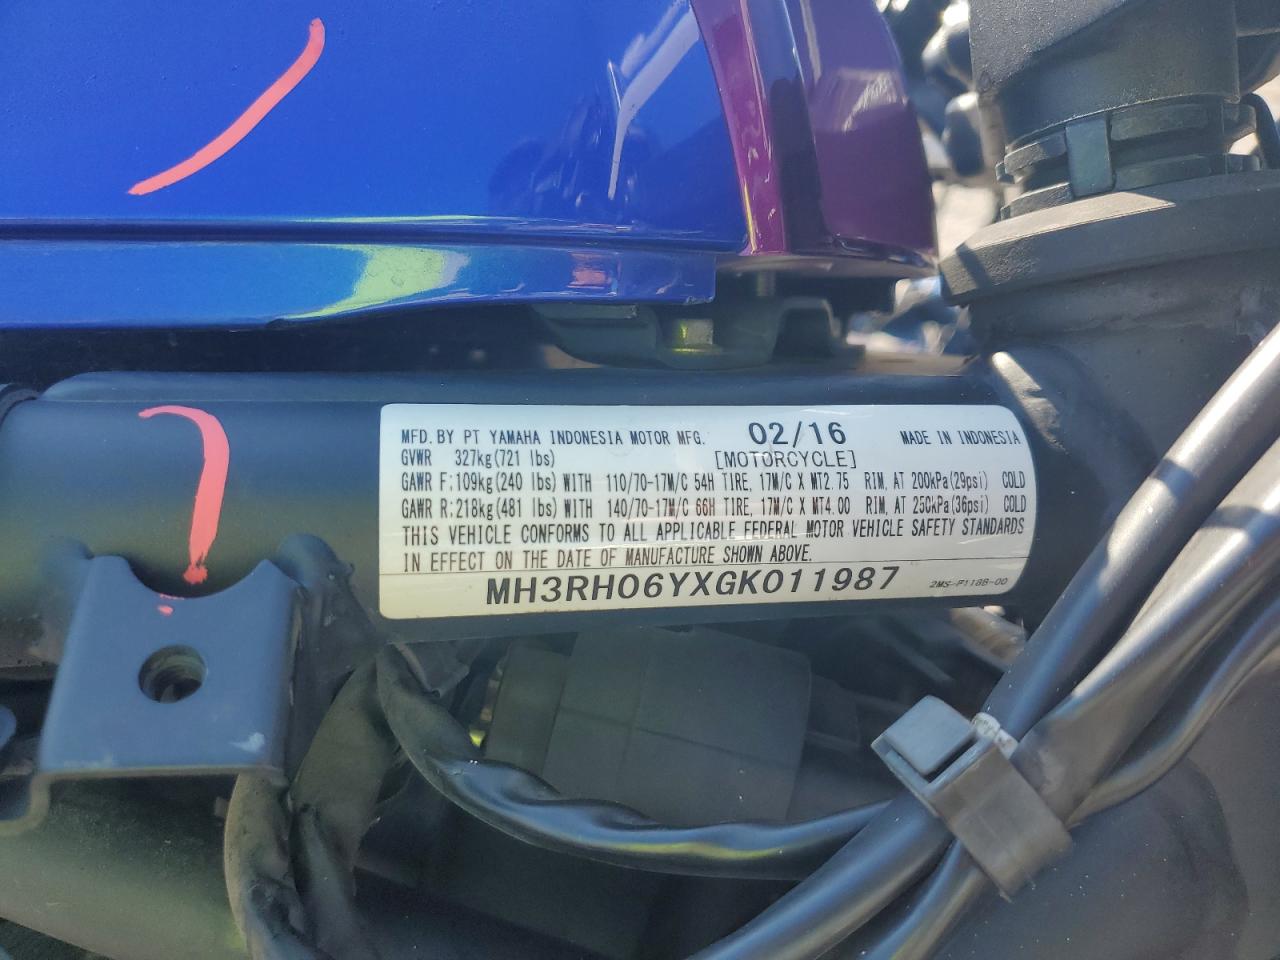 MFD. BY PT YAMAHA INDONESIA MOTOR MFG. 02/16 MADE IN INDONESIA
GVWR 327kg(721 lbs) [MOTORCYCLE]
GAWR F:109kg(240 lbs) WITH 110/70-17M/C 54H TIRE, 17M/C X MT2.75 RIM, AT 200kPa(29psi) COLD
GAWR R:218kg(481 lbs) WITH 140/70-17M/C 66H TIRE, 17M/C X MT4.00 RIM, AT 250kPa(36psi) COLD
THIS VEHICLE CONFORMS TO ALL APPLICABLE FEDERAL MOTOR VEHICLE SAFETY STANDARDS
IN EFFECT ON THE DATE OF MANUFACTURE SHOWN ABOVE.
MH3RH06YXGK011987 2MS-F118B-00